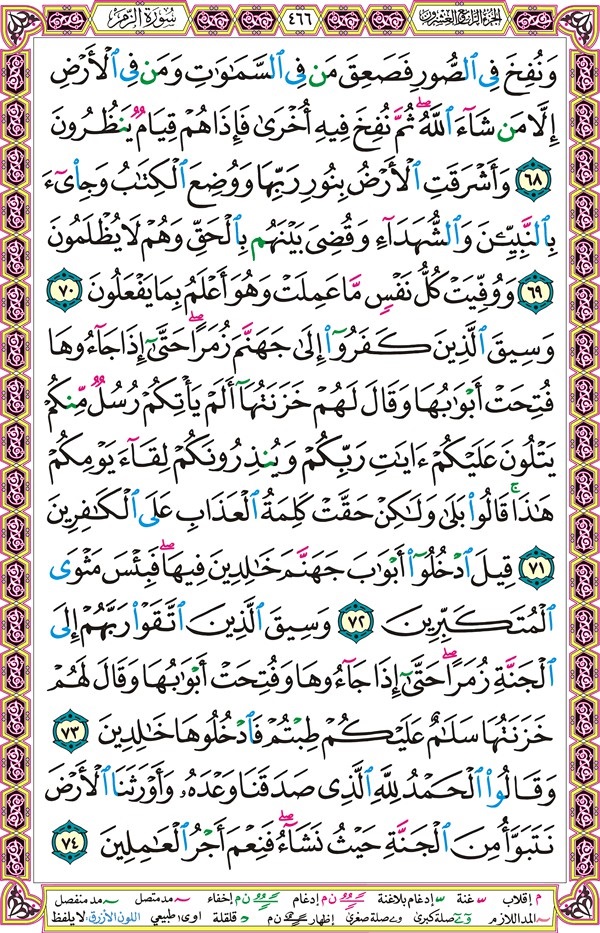 الجزء الرابع والعشرون ٤٦٦ سورة الزمر
وَنُفِخَ فِي ٱلصُّورِ فَصَعِقَ مَن فِي ٱلسَّمَٰوَٰتِ وَمَن فِي ٱلْأَرْضِ
إِلَّا مَن شَآءَ ٱللَّهُ ۖ ثُمَّ نُفِخَ فِيهِ أُخْرَىٰ فَإِذَا هُمْ قِيَامٌ يَنظُرُونَ
٦٨ وَأَشْرَقَتِ ٱلْأَرْضُ بِنُورِ رَبِّهَا وَوُضِعَ ٱلْكِتَٰبُ وَجِا۟ىٓءَ
بِٱلنَّبِيِّۦنَ وَٱلشُّهَدَآءِ وَقُضِيَ بَيْنَهُم بِٱلْحَقِّ وَهُمْ لَا يُظْلَمُونَ
٦٩ وَوُفِّيَتْ كُلُّ نَفْسٍ مَّا عَمِلَتْ وَهُوَ أَعْلَمُ بِمَا يَفْعَلُونَ ٧٠
وَسِيقَ ٱلَّذِينَ كَفَرُوٓا۟ إِلَىٰ جَهَنَّمَ زُمَرًا ۖ حَتَّىٰٓ إِذَا جَآءُوهَا
فُتِحَتْ أَبْوَٰبُهَا وَقَالَ لَهُمْ خَزَنَتُهَآ أَلَمْ يَأْتِكُمْ رُسُلٌ مِّنكُمْ
يَتْلُونَ عَلَيْكُمْ ءَايَٰتِ رَبِّكُمْ وَيُنذِرُونَكُمْ لِقَآءَ يَوْمِكُمْ
هَٰذَا ۚ قَالُوا۟ بَلَىٰ وَلَٰكِنْ حَقَّتْ كَلِمَةُ ٱلْعَذَابِ عَلَى ٱلْكَٰفِرِينَ
٧١ قِيلَ ٱدْخُلُوٓا۟ أَبْوَٰبَ جَهَنَّمَ خَٰلِدِينَ فِيهَا ۖ فَبِئْسَ مَثْوَى
ٱلْمُتَكَبِّرِينَ ٧٢ وَسِيقَ ٱلَّذِينَ ٱتَّقَوْا۟ رَبَّهُمْ إِلَى
ٱلْجَنَّةِ زُمَرًا ۖ حَتَّىٰٓ إِذَا جَآءُوهَا وَفُتِحَتْ أَبْوَٰبُهَا وَقَالَ لَهُمْ
خَزَنَتُهَا سَلَٰمٌ عَلَيْكُمْ طِبْتُمْ فَٱدْخُلُوهَا خَٰلِدِينَ ٧٣
وَقَالُوا۟ ٱلْحَمْدُ لِلَّهِ ٱلَّذِي صَدَقَنَا وَعْدَهُۥ وَأَوْرَثَنَا ٱلْأَرْضَ
نَتَبَوَّأُ مِنَ ٱلْجَنَّةِ حَيْثُ نَشَآءُ ۖ فَنِعْمَ أَجْرُ ٱلْعَٰمِلِينَ ٧٤
م إقلاب غنة إدغام بلاغنة ن م إدغام ن م إخفاء مد متصل مد منفصل
المد اللازم صلة كبرى صلة صغرى إظهار ن م قلقلة اوى: طبيعي اللون الأزرق: لا يلفظ